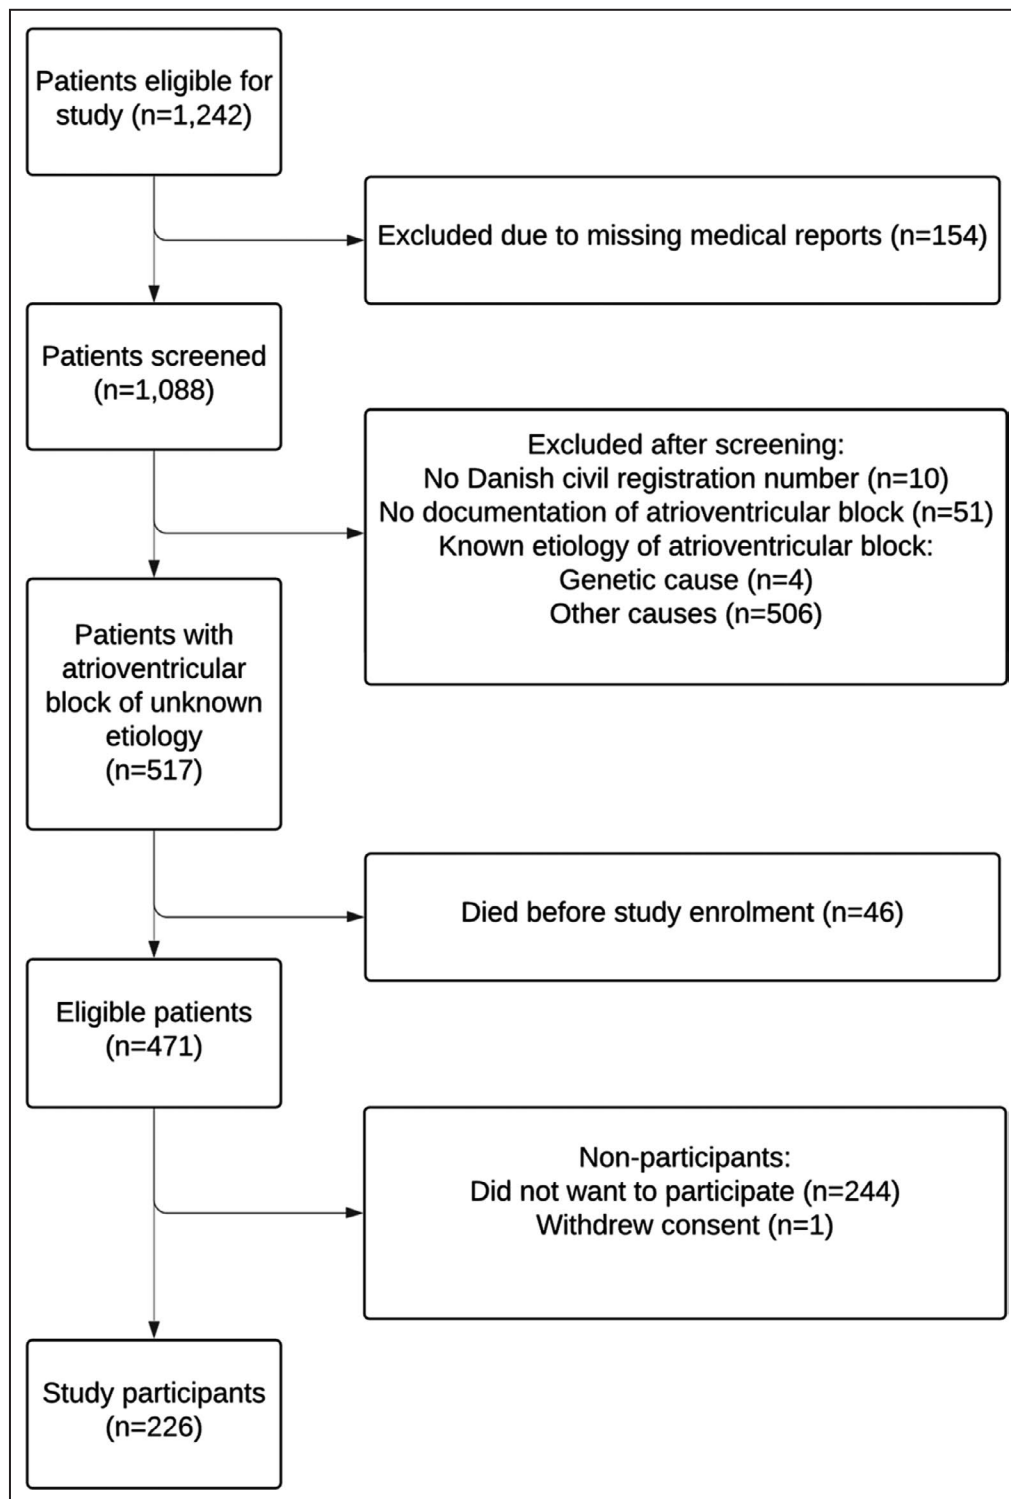 Patients eligible for
study (n=1,242)
Excluded due to missing medical reports (n=154)
Patients screened
(n=1,088)
Excluded after screening:
No Danish civil registration number (n=10)
No documentation of atrioventricular block (n=51)
Known etiology of atrioventricular block:
Genetic cause (n=4)
Other causes (n=506)
Patients with
atrioventricular
block of unknown
etiology
(n=517)
Died before study enrolment (n=46)
Eligible patients
(n=471)
Non-participants:
Did not want to participate (n=244)
Withdrew consent (n=1)
Study participants
(n=226)